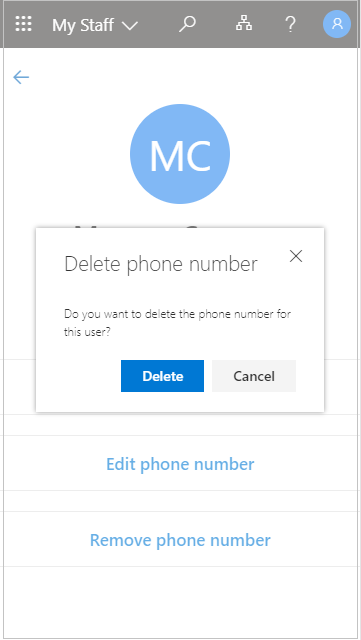 My Staff
MC
Delete phone number
Do you want to delete the phone number for
this user?
Delete
Cancel
Edit phone number
Remove phone number